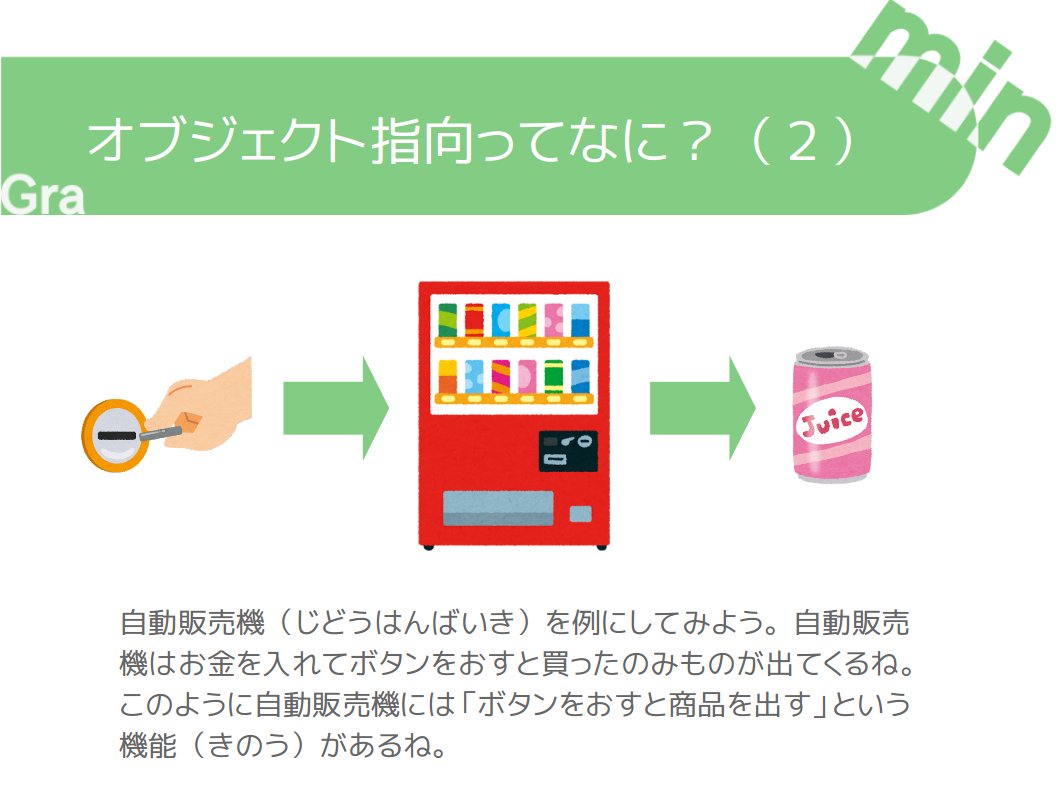 min
オブジェクト指向ってなに？（２）
Gra
Juice
自動販売機（じどうはんばいき）を例にしてみよう。自動販売
機はお金を入れてボタンをおすと買ったのみものが出てくるね。
このように自動販売機には「ボタンをおすと商品を出す」という
機能（きのう）があるね。